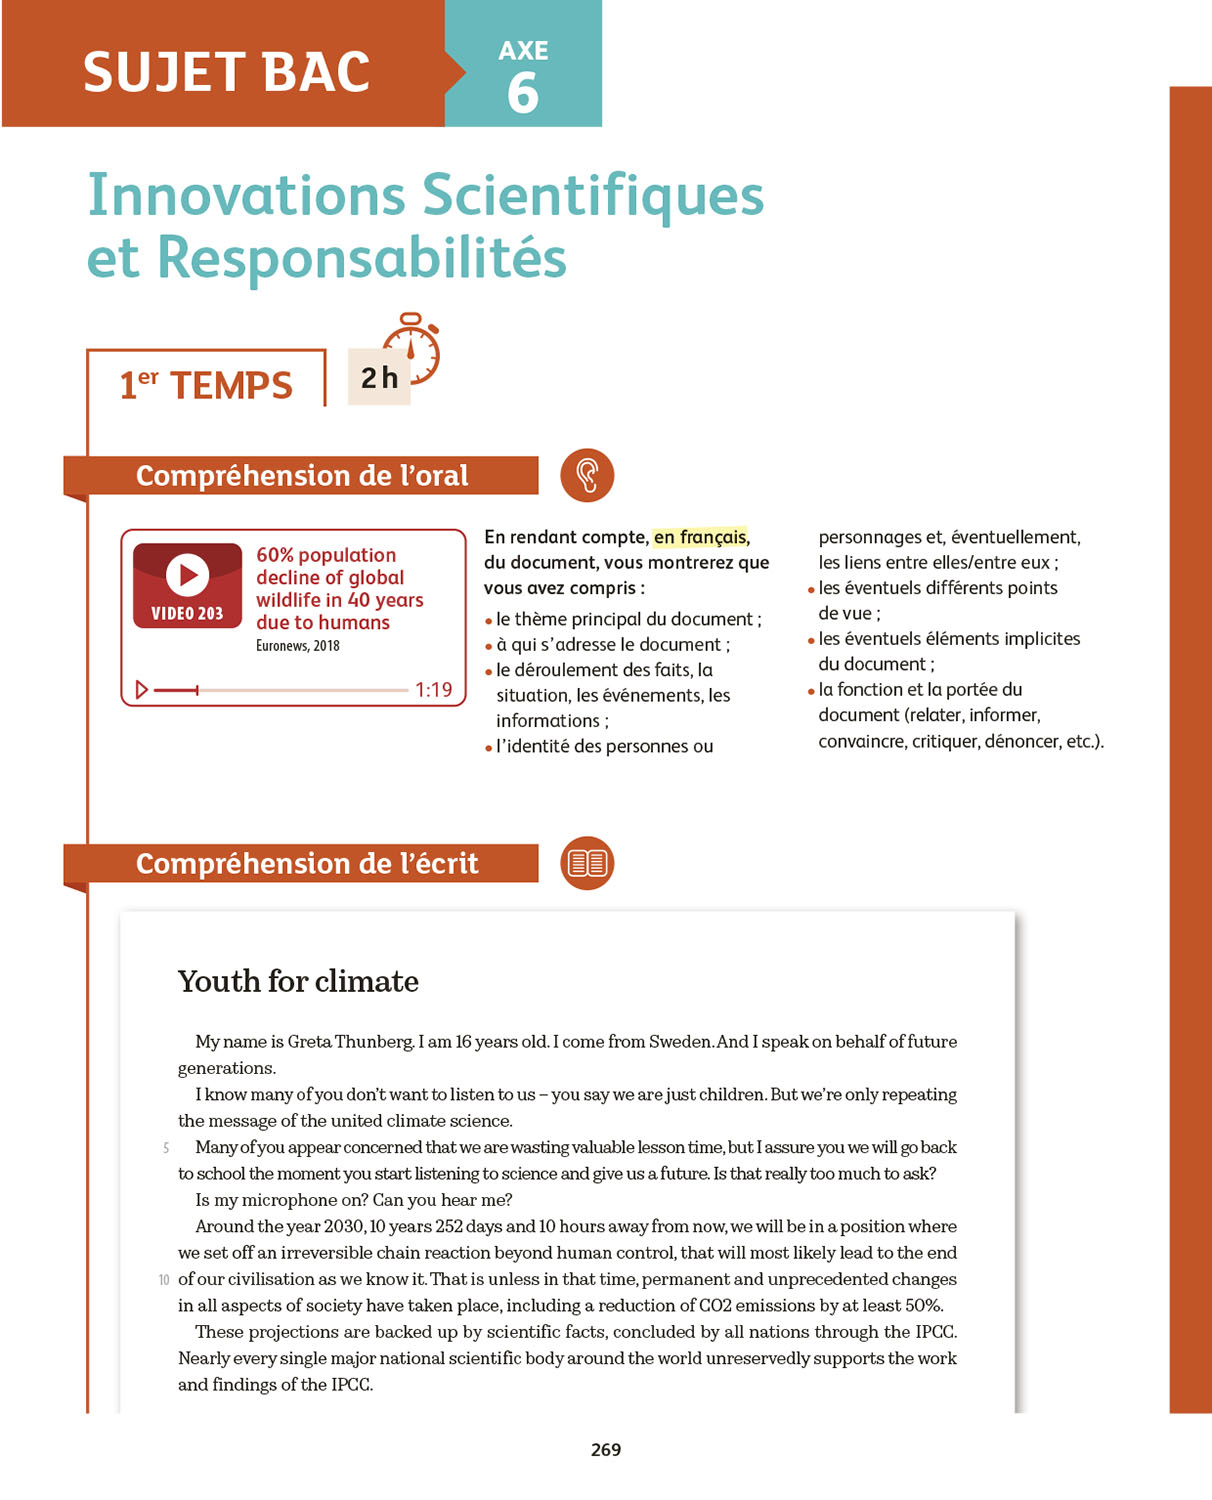 SUJET BAC
AXE
6
Innovations Scientifiques
et Responsabilités
1er TEMPS
2 h
Compréhension de l'oral
VIDEO 203
60% population
decline of global
wildlife in 40 years
due to humans
Euronews, 2018
1:19
En rendant compte, en français,
du document, vous montrerez que
vous avez compris :
• le thème principal du document ;
• à qui s'adresse le document ;
• le déroulement des faits, la
situation, les événements, les
informations ;
• l'identité des personnes ou
personnages et, éventuellement,
les liens entre elles/entre eux ;
• les éventuels différents points
de vue ;
• les éventuels éléments implicites
du document ;
• la fonction et la portée du
document (relater, informer,
convaincre, critiquer, dénoncer, etc.).
Compréhension de l'écrit
Youth for climate
My name is Greta Thunberg. I am 16 years old. I come from Sweden. And I speak on behalf of future
generations.
I know many of you don't want to listen to us – you say we are just children. But we're only repeating
the message of the united climate science.
5 Many of you appear concerned that we are wasting valuable lesson time, but I assure you we will go back
to school the moment you start listening to science and give us a future. Is that really too much to ask?
Is my microphone on? Can you hear me?
Around the year 2030, 10 years 252 days and 10 hours away from now, we will be in a position where
we set off an irreversible chain reaction beyond human control, that will most likely lead to the end
10 of our civilisation as we know it. That is unless in that time, permanent and unprecedented changes
in all aspects of society have taken place, including a reduction of CO2 emissions by at least 50%.
These projections are backed up by scientific facts, concluded by all nations through the IPCC.
Nearly every single major national scientific body around the world unreservedly supports the work
and findings of the IPCC.
269